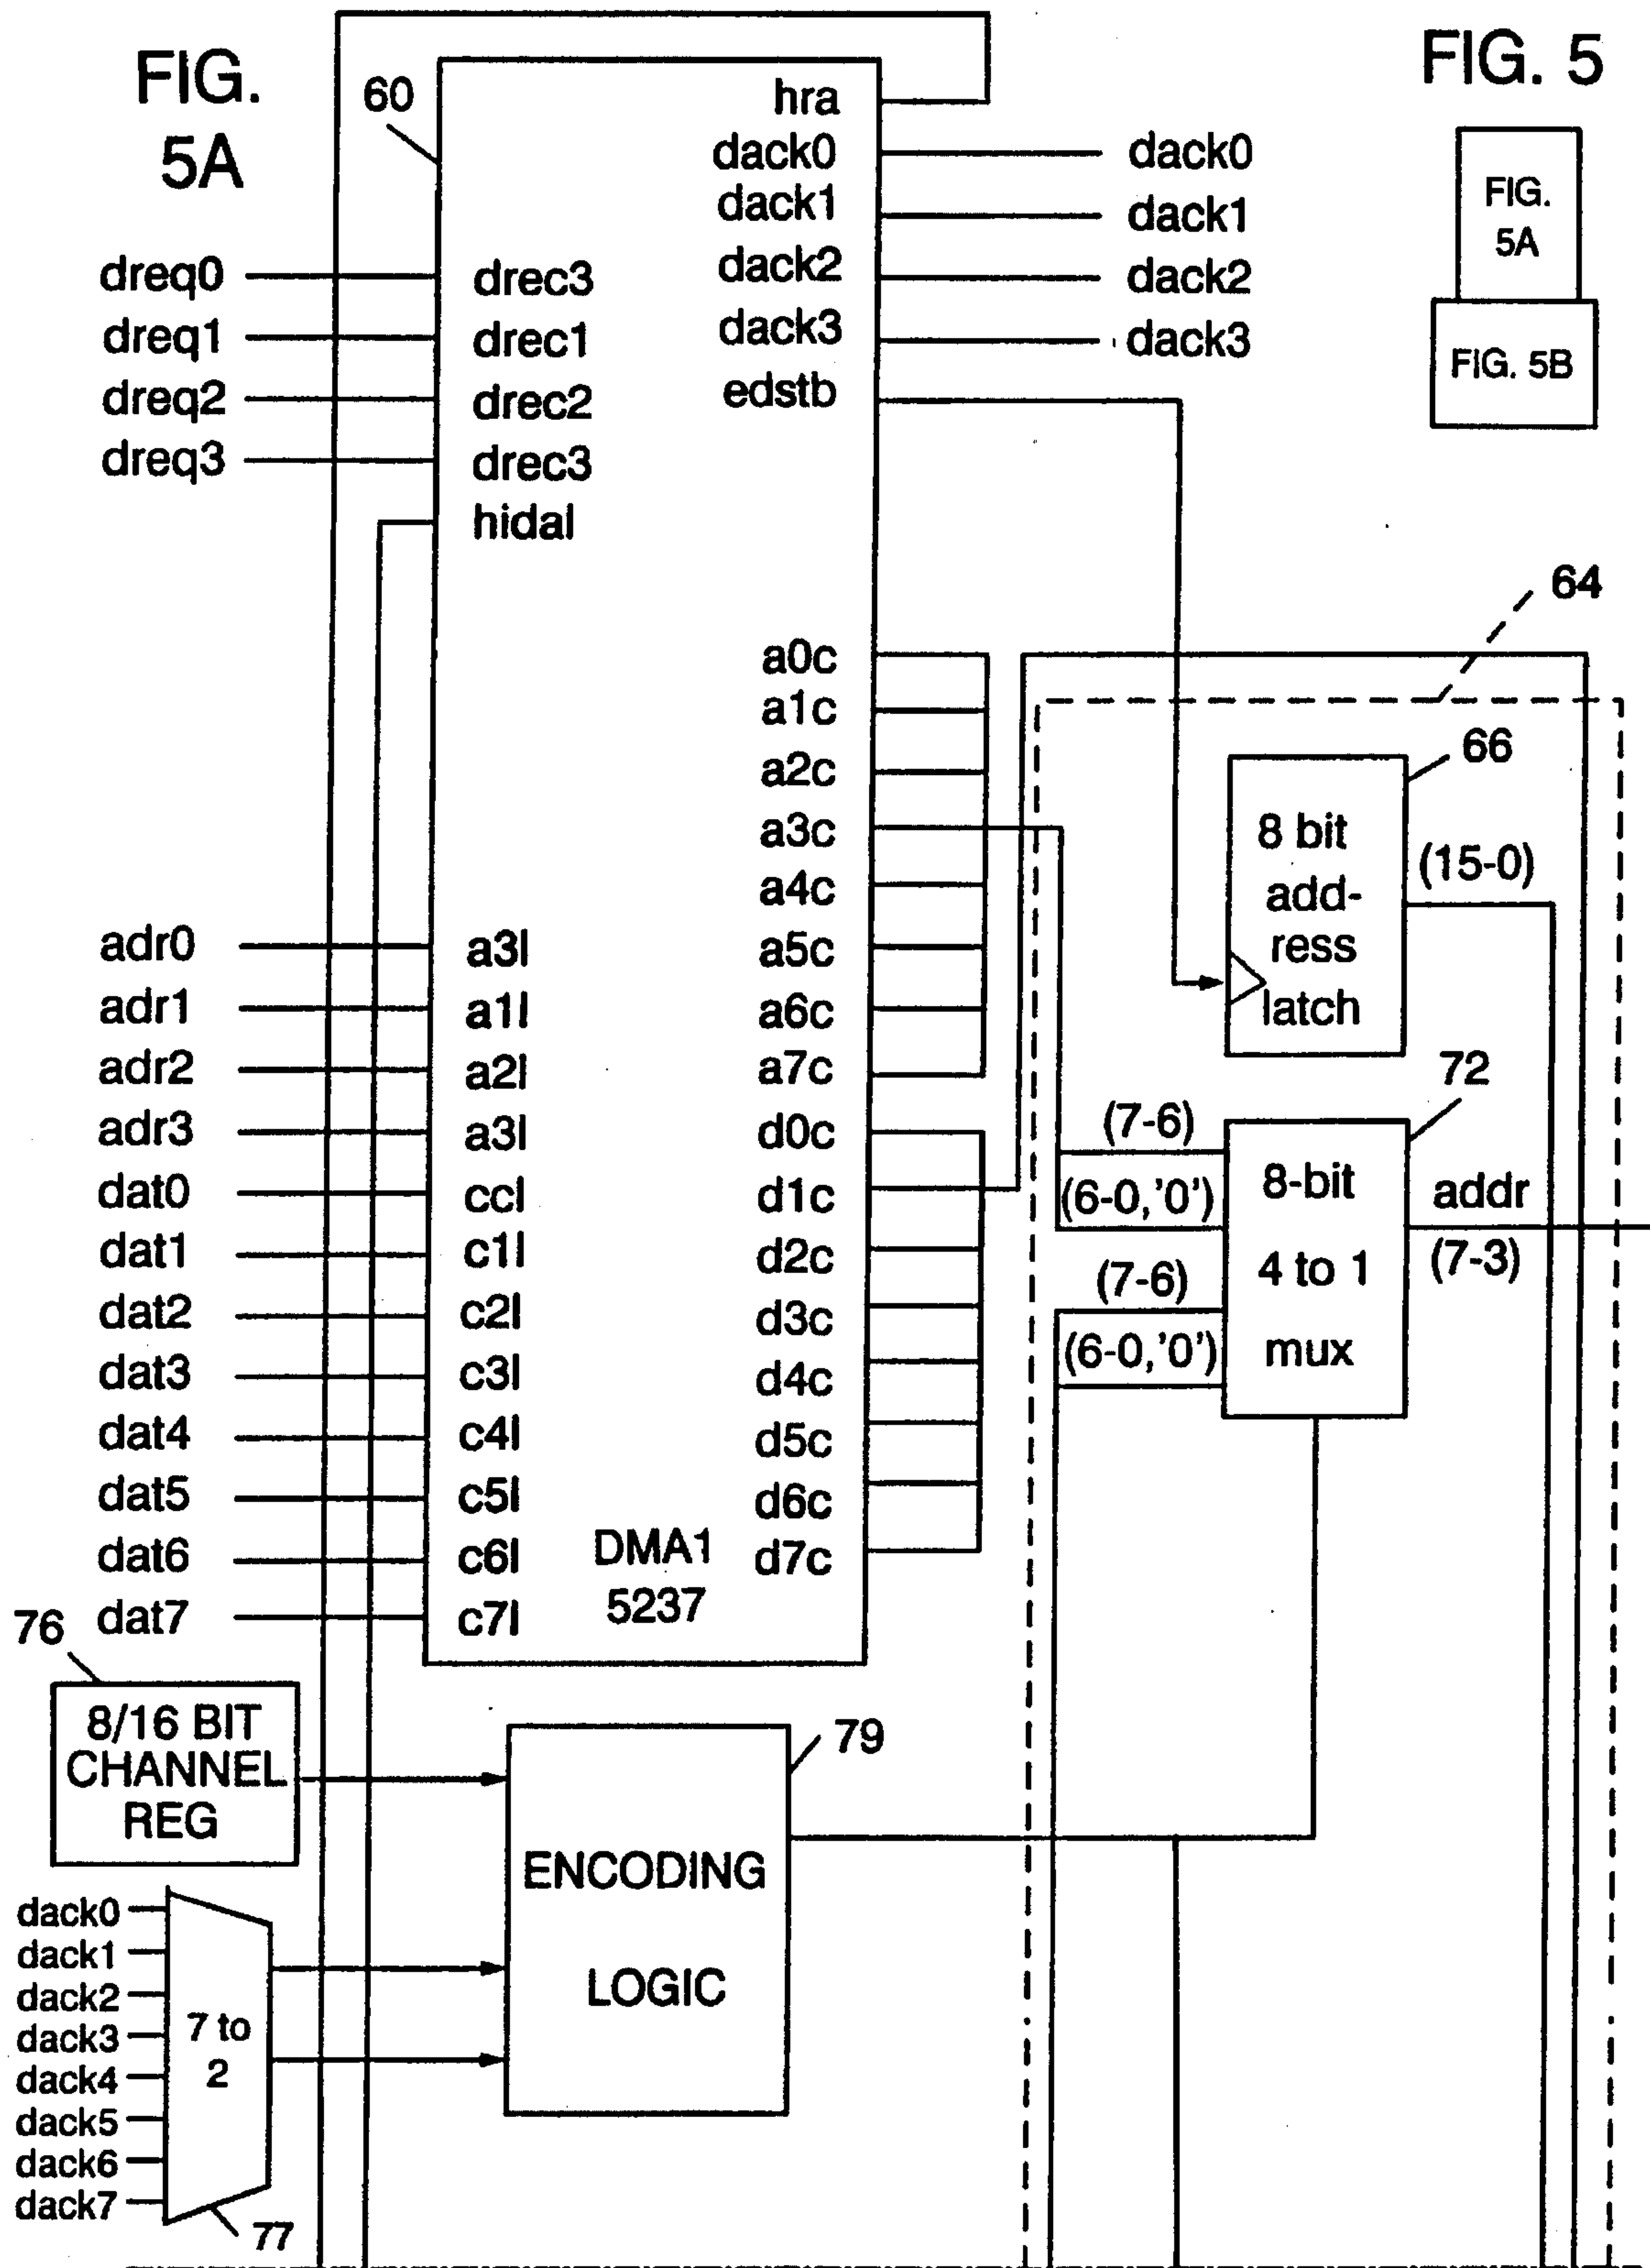 FIG.
5A
FIG. 5
FIG.
5A
FIG. 5B
60
hra
dack0
dack1
dack2
dack3
edstb
dack0
dack1
dack2
dack3
dreq0
dreq1
dreq2
dreq3
drec3
drec1
drec2
drec3
hidal
64
a0c
a1c
a2c
a3c
a4c
a5c
a6c
a7c
d0c
d1c
d2c
d3c
d4c
d5c
d6c
d7c
66
8 bit
add-
ress
latch
(15-0)
adr0
adr1
adr2
adr3
dat0
dat1
dat2
dat3
dat4
dat5
dat6
dat7
a3l
a1l
a2l
a3l
ccl
c1l
c2l
c3l
c4l
c5l
c6l
c7l
DMA1
5237
72
(7-6)
(6-0,'0')
(7-6)
(6-0,'0')
8-bit
4 to 1
mux
addr
(7-3)
76
8/16 BIT
CHANNEL
REG
79
ENCODING
LOGIC
dack0
dack1
dack2
dack3
dack4
dack5
dack6
dack7
7 to
2
77